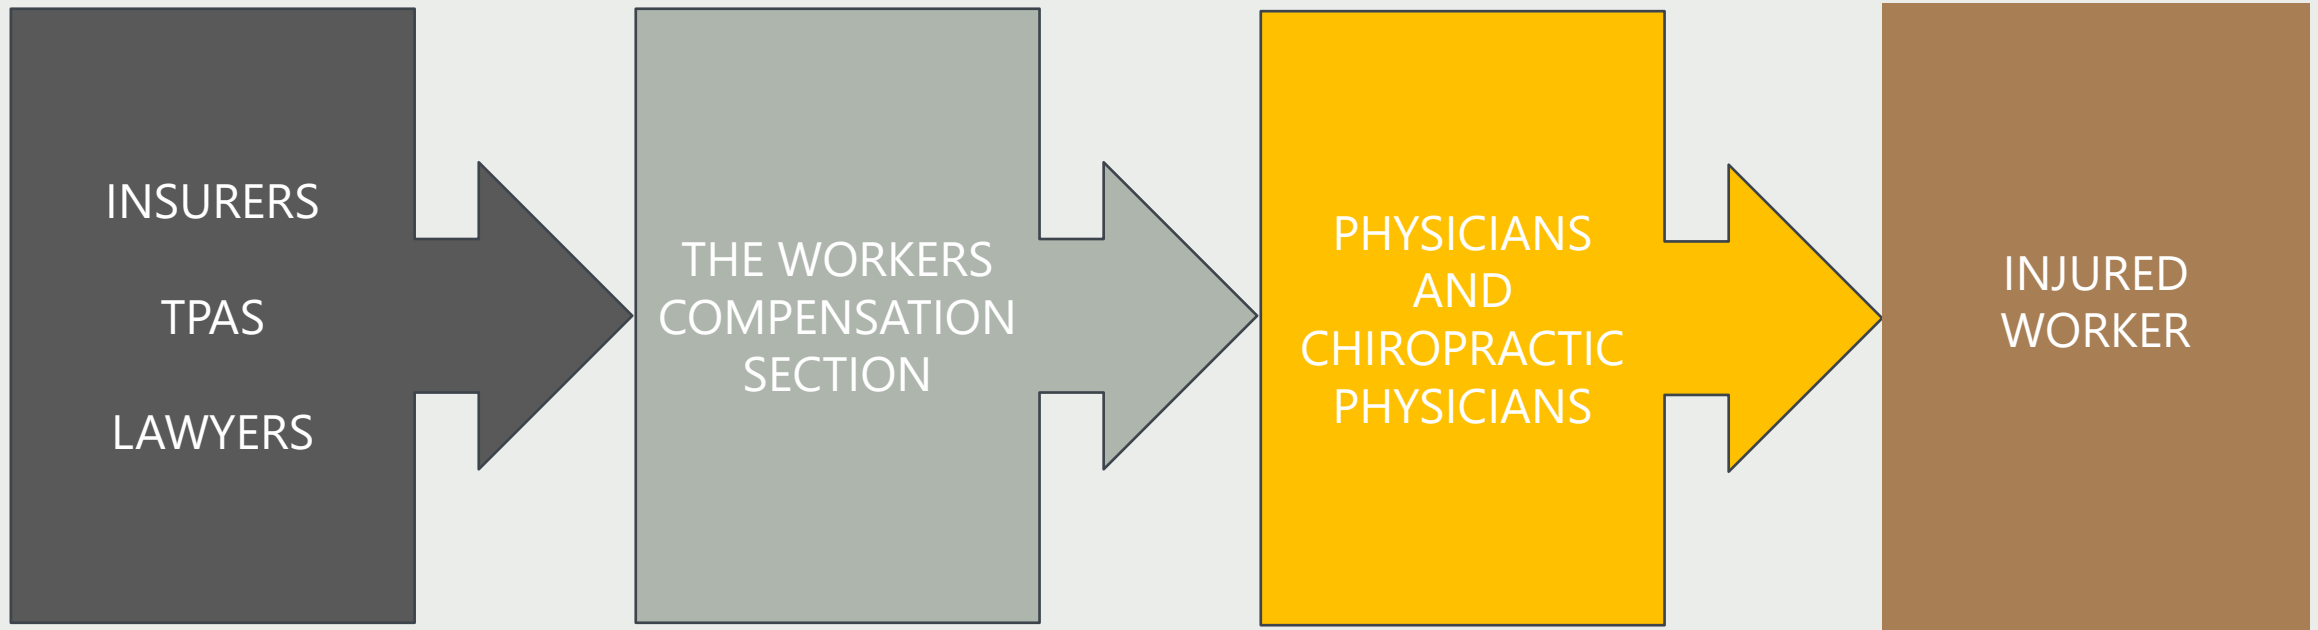 INSURERS
TPAS
LAWYERS
THE WORKERS
COMPENSATION
SECTION
PHYSICIANS
AND
CHIROPRACTIC
PHYSICIANS
INJURED
WORKER